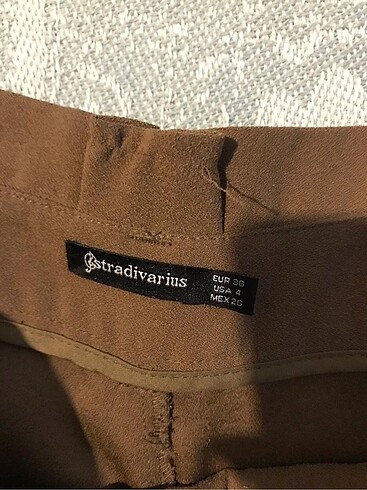 stradivarius
EUR 36
USA 4
MEX 26